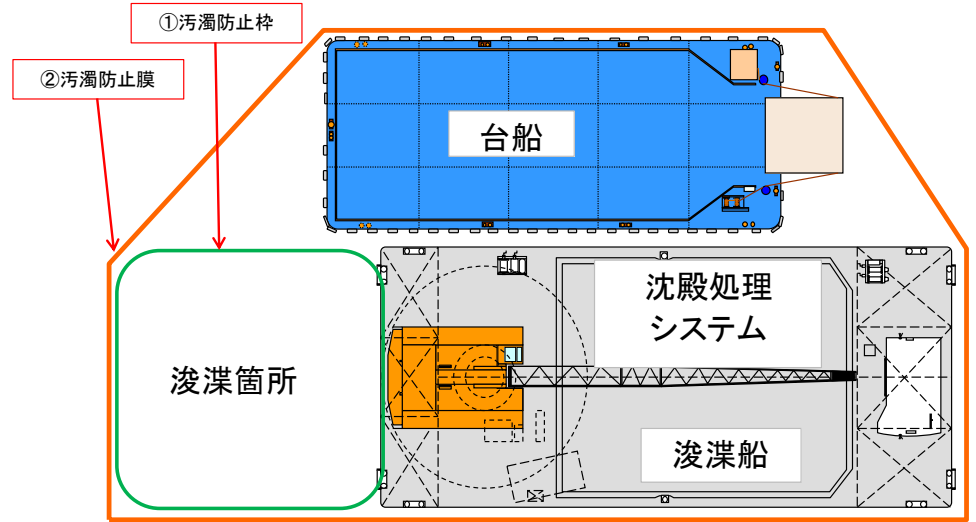 ①汚濁防止枠
②汚濁防止膜
台船
沈殿処理
システム
浚渫箇所
浚渫船